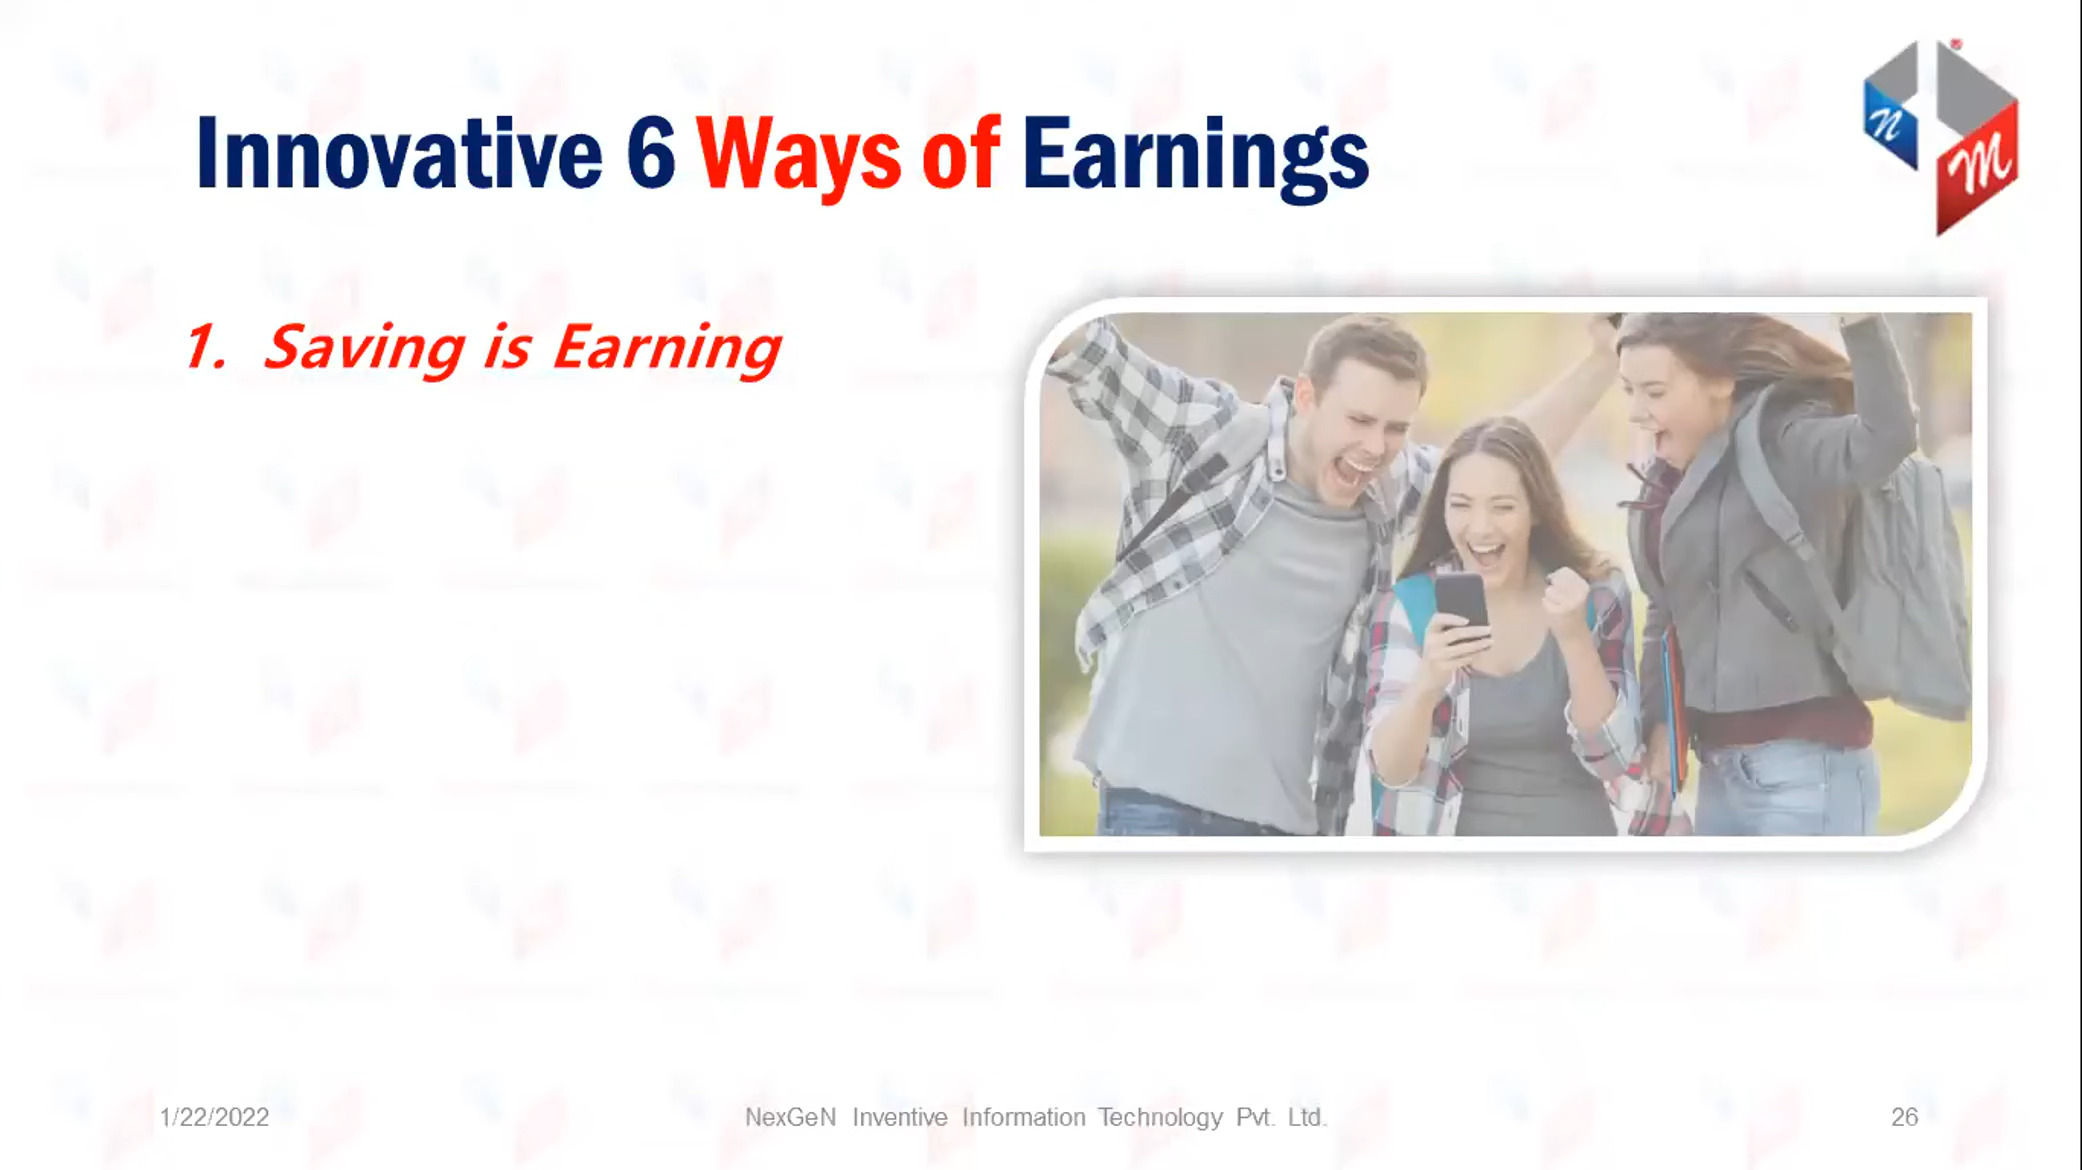 Innovative 6 Ways of Earnings
n
M
1. Saving is Earning
1/22/2022
NexGeN Inventive Information Technology Pvt. Ltd.
26